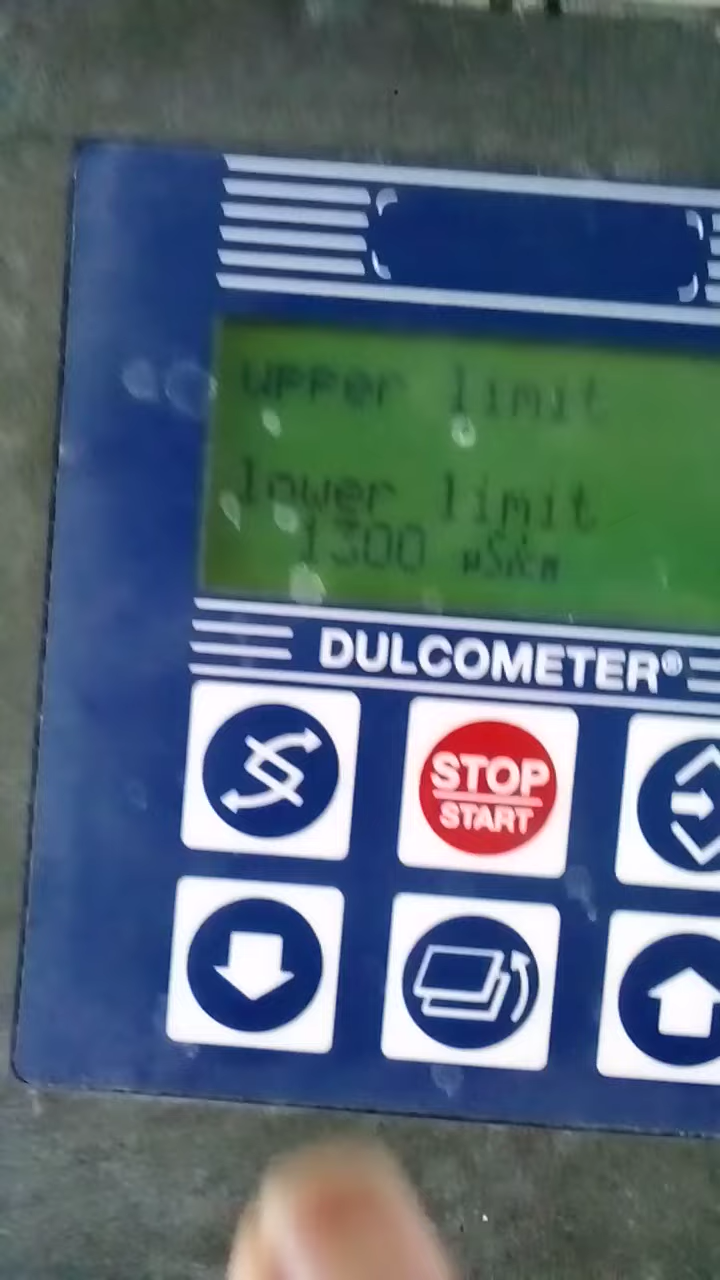 upper limit
lower limit
1300 µS/cm
DULCOMETER®
STOP
START